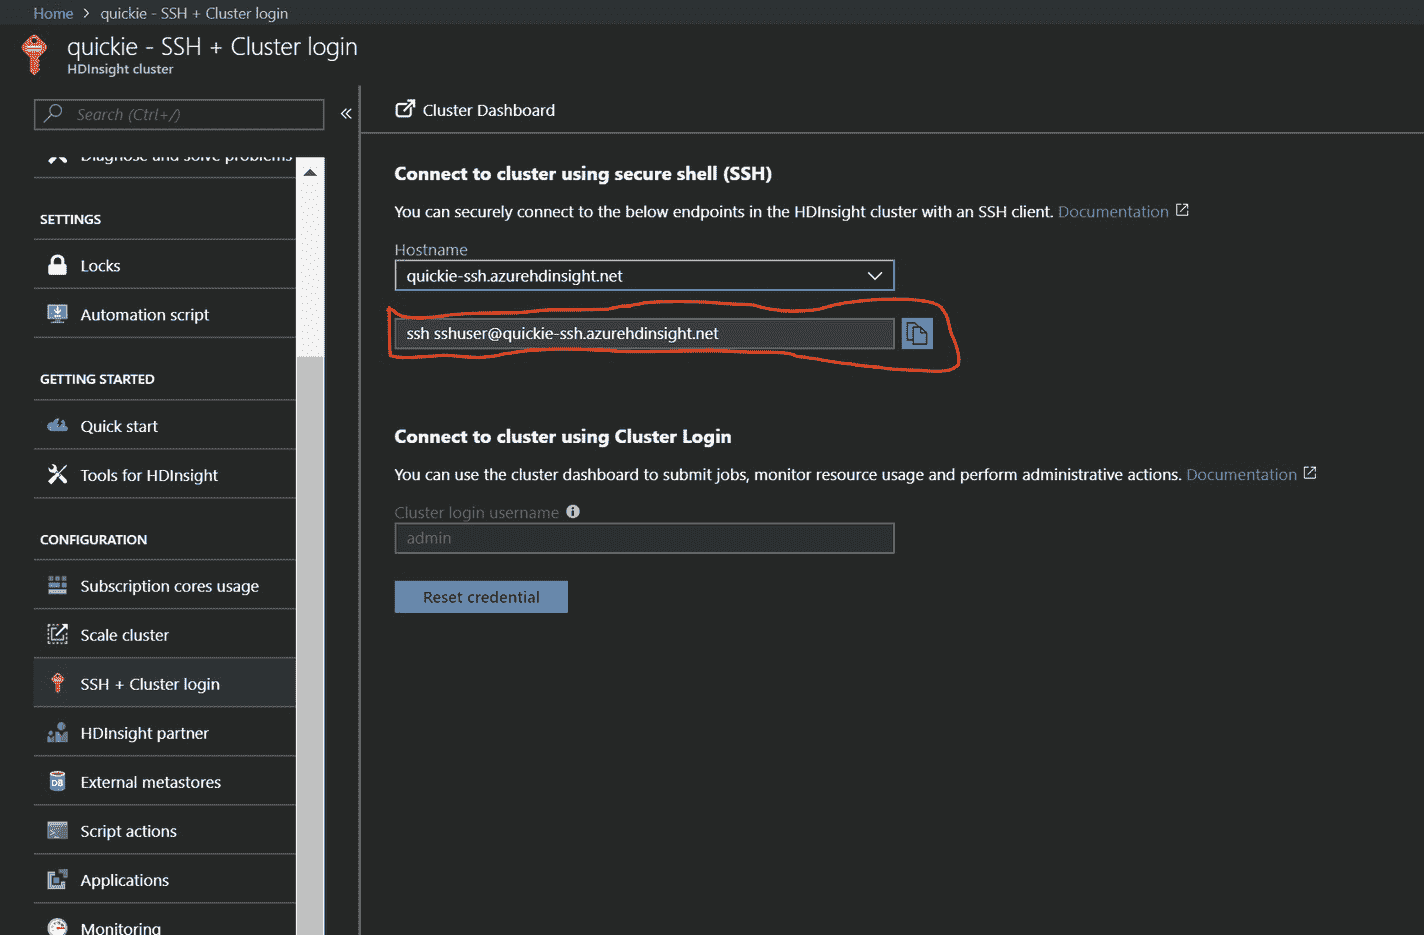 Home > quickie - SSH + Cluster login
quickie - SSH + Cluster login
HDInsight cluster
Search (Ctrl+/)
«
Diagnose and solve problems
SETTINGS
Locks
Automation script
GETTING STARTED
Quick start
Tools for HDInsight
CONFIGURATION
Subscription cores usage
Scale cluster
SSH + Cluster login
HDInsight partner
DB
External metastores
Script actions
Applications
Monitoring
Cluster Dashboard
Connect to cluster using secure shell (SSH)
You can securely connect to the below endpoints in the HDInsight cluster with an SSH client. Documentation
Hostname
quickie-ssh.azurehdinsight.net
ssh sshuser@quickie-ssh.azurehdinsight.net
Connect to cluster using Cluster Login
You can use the cluster dashboard to submit jobs, monitor resource usage and perform administrative actions. Documentation
Cluster login username
admin
Reset credential